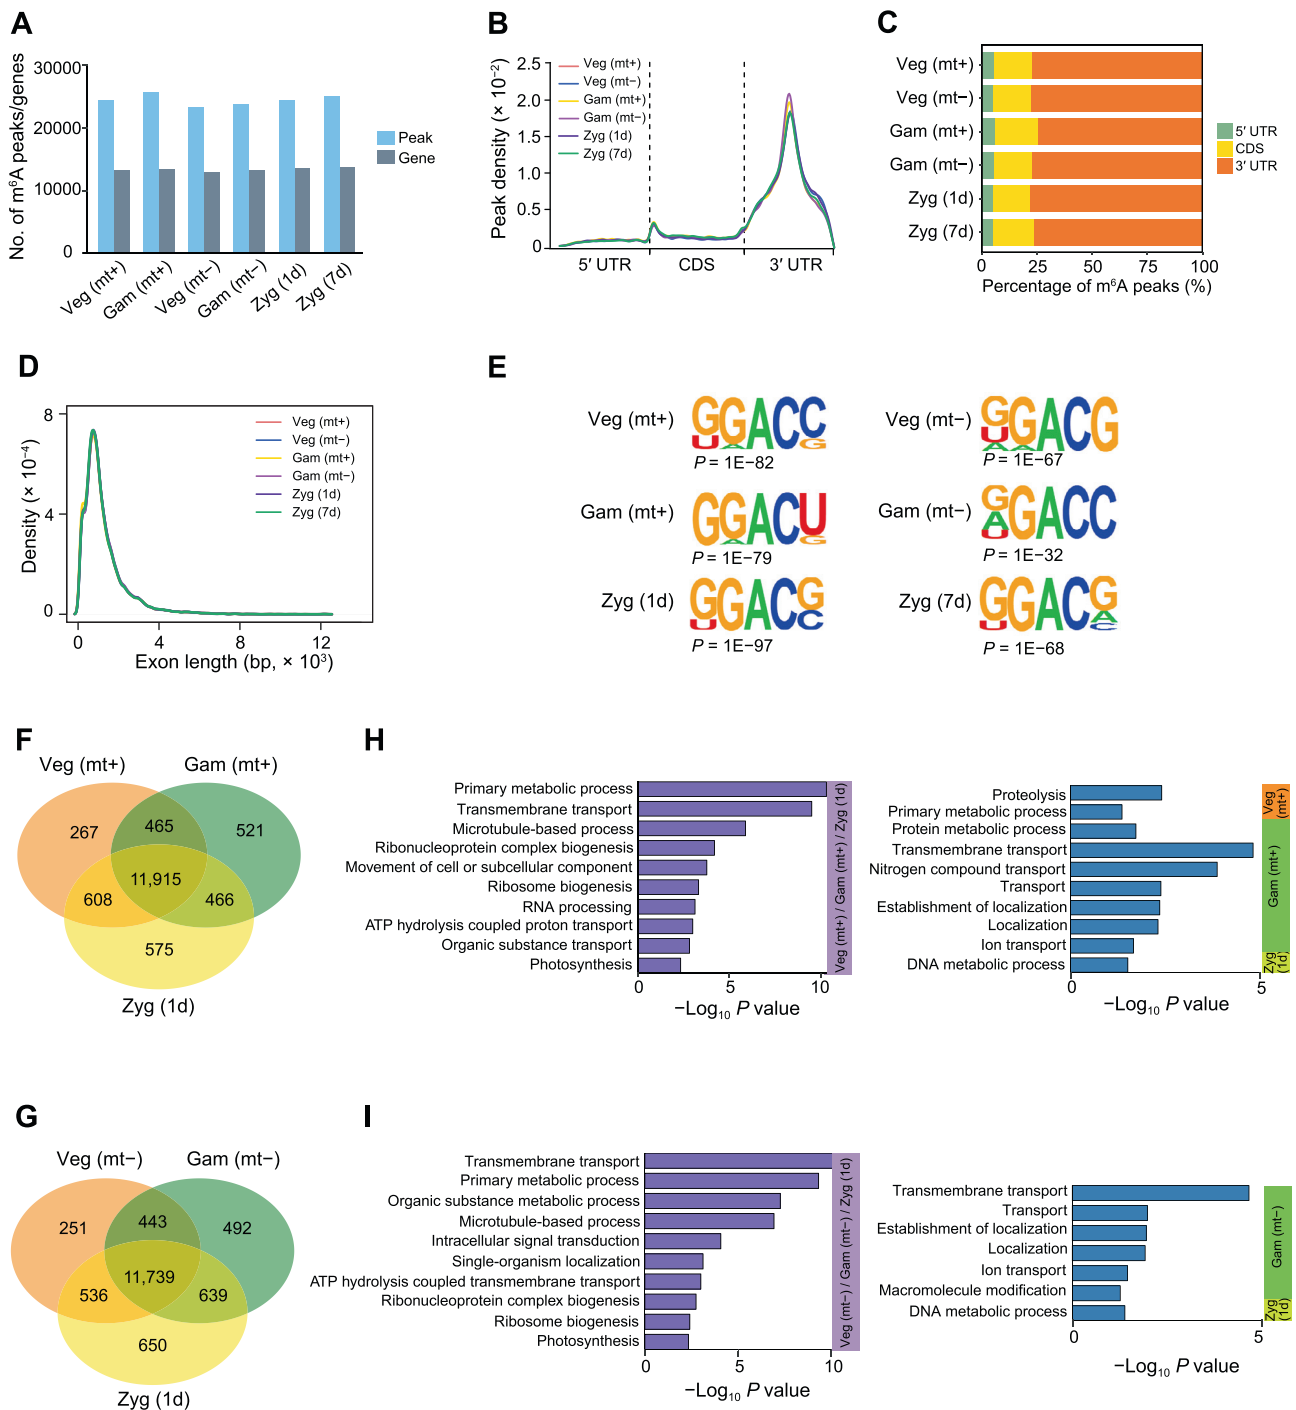 A
No. of m⁶A peaks/genes
30000
20000
10000
0
Veg (mt+)
Gam (mt+)
Veg (mt−)
Gam (mt−)
Zyg (1d)
Zyg (7d)
Peak
Gene
B
Peak density (× 10⁻²)
2.5
2.0
1.5
1.0
0.5
0
Veg (mt+)
Veg (mt−)
Gam (mt+)
Gam (mt−)
Zyg (1d)
Zyg (7d)
5′ UTR
CDS
3′ UTR
C
Veg (mt+)
Veg (mt−)
Gam (mt+)
Gam (mt−)
Zyg (1d)
Zyg (7d)
0 25 50 75 100
Percentage of m⁶A peaks (%)
5′ UTR
CDS
3′ UTR
D
Density (× 10⁻⁴)
8
4
0
Veg (mt+)
Veg (mt−)
Gam (mt+)
Gam (mt−)
Zyg (1d)
Zyg (7d)
0 4 8 12
Exon length (bp, × 10³)
E
Veg (mt+)
GGACC
UAG
P = 1E−82
Veg (mt−)
GGACG
U
AA
P = 1E−67
Gam (mt+)
GGACU
AG
P = 1E−79
Gam (mt−)
GGACC
A
U
P = 1E−32
Zyg (1d)
GGACG
UC
P = 1E−97
Zyg (7d)
GGACG
UA
C
P = 1E−68
F
Veg (mt+)
Gam (mt+)
267
465
521
11,915
608
466
575
Zyg (1d)
H
Primary metabolic process
Transmembrane transport
Microtubule-based process
Ribonucleoprotein complex biogenesis
Movement of cell or subcellular component
Ribosome biogenesis
RNA processing
ATP hydrolysis coupled proton transport
Organic substance transport
Photosynthesis
0 5 10
−Log₁₀ P value
Veg (mt+) / Gam (mt+) / Zyg (1d)
Proteolysis
Primary metabolic process
Protein metabolic process
Transmembrane transport
Nitrogen compound transport
Transport
Establishment of localization
Localization
Ion transport
DNA metabolic process
0 5
−Log₁₀ P value
Veg (mt+)
Gam (mt+)
Zyg (1d)
G
Veg (mt−)
Gam (mt−)
251
443
492
11,739
536
639
650
Zyg (1d)
I
Transmembrane transport
Primary metabolic process
Organic substance metabolic process
Microtubule-based process
Intracellular signal transduction
Single-organism localization
ATP hydrolysis coupled transmembrane transport
Ribonucleoprotein complex biogenesis
Ribosome biogenesis
Photosynthesis
0 5 10
−Log₁₀ P value
Veg (mt−) / Gam (mt−) / Zyg (1d)
Transmembrane transport
Transport
Establishment of localization
Localization
Ion transport
Macromolecule modification
DNA metabolic process
0 5
−Log₁₀ P value
Gam (mt−)
Zyg (1d)